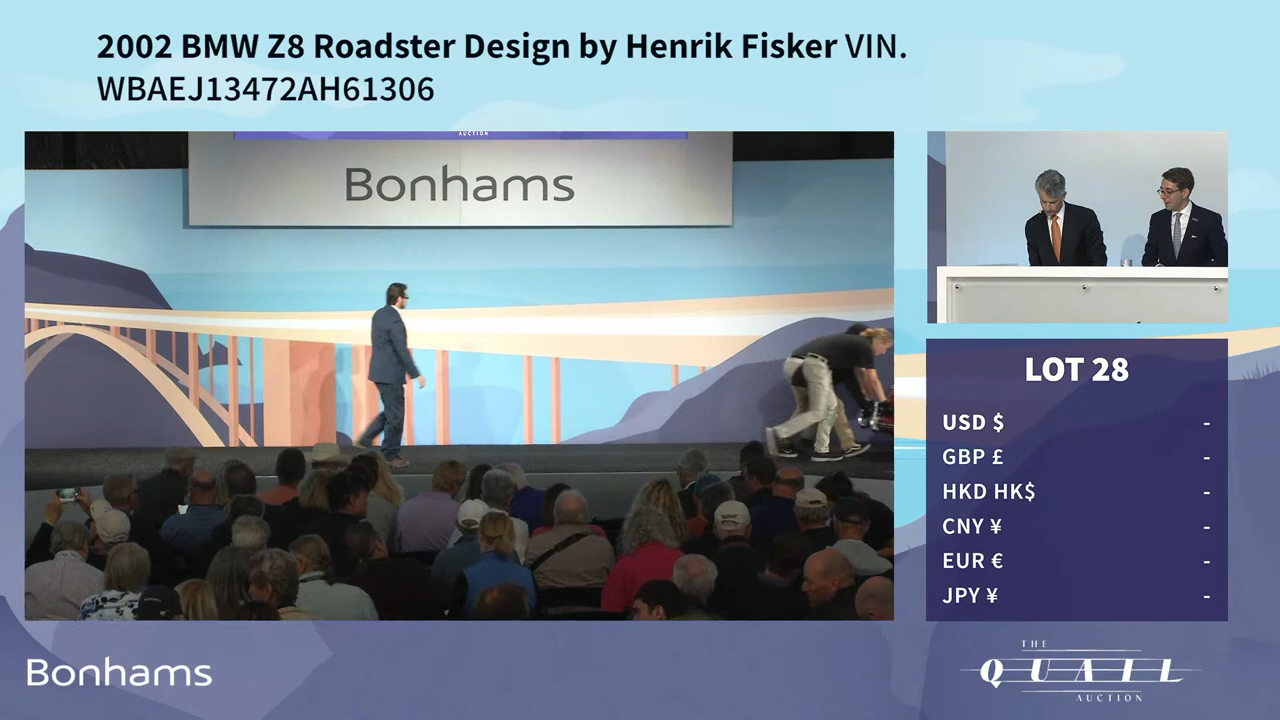 2002 BMW Z8 Roadster Design by Henrik Fisker VIN.
WBAEJ13472AH61306
AUCTION
Bonhams
LOT 28
USD $ -
GBP £ -
HKD HK$ -
CNY ¥ -
EUR € -
JPY ¥ -
Bonhams
THE
QUAIL
AUCTION